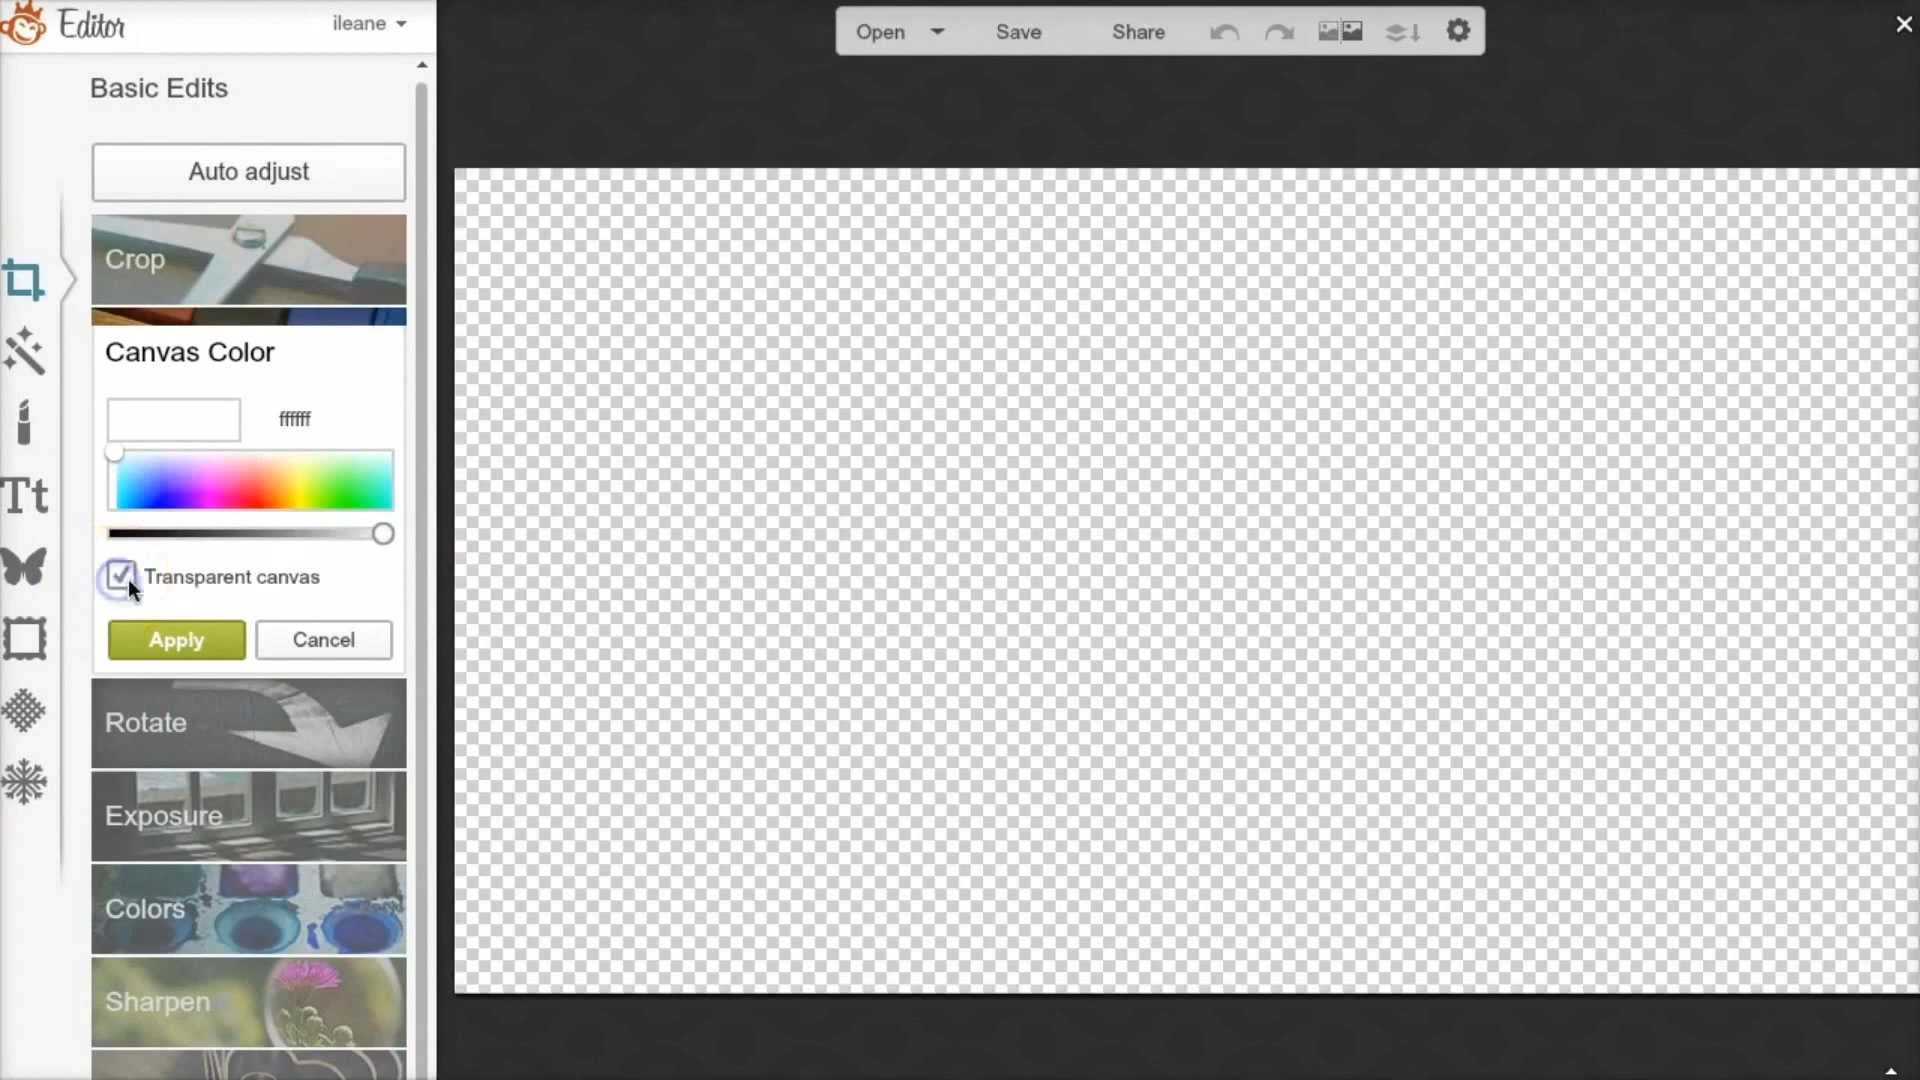 Editor
ileane
Open
Save
Share
Basic Edits
Auto adjust
Crop
Canvas Color
ffffff
Transparent canvas
Apply
Cancel
Tt
Rotate
Exposure
Colors
Sharpen